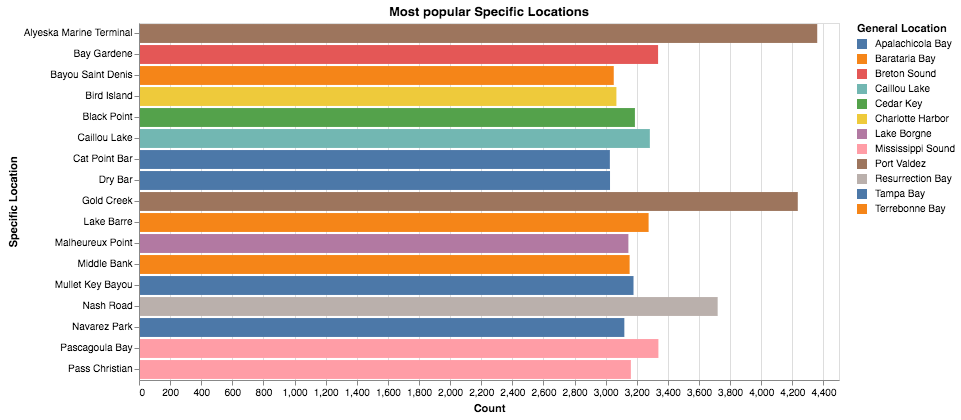 Most popular Specific Locations
Specific Location
Alyeska Marine Terminal
Bay Gardene
Bayou Saint Denis
Bird Island
Black Point
Caillou Lake
Cat Point Bar
Dry Bar
Gold Creek
Lake Barre
Malheureux Point
Middle Bank
Mullet Key Bayou
Nash Road
Navarez Park
Pascagoula Bay
Pass Christian
0 200 400 600 800 1,000 1,200 1,400 1,600 1,800 2,000 2,200 2,400 2,600 2,800 3,000 3,200 3,400 3,600 3,800 4,000 4,200 4,400
Count
General Location
Apalachicola Bay
Barataria Bay
Breton Sound
Caillou Lake
Cedar Key
Charlotte Harbor
Lake Borgne
Mississippi Sound
Port Valdez
Resurrection Bay
Tampa Bay
Terrebonne Bay